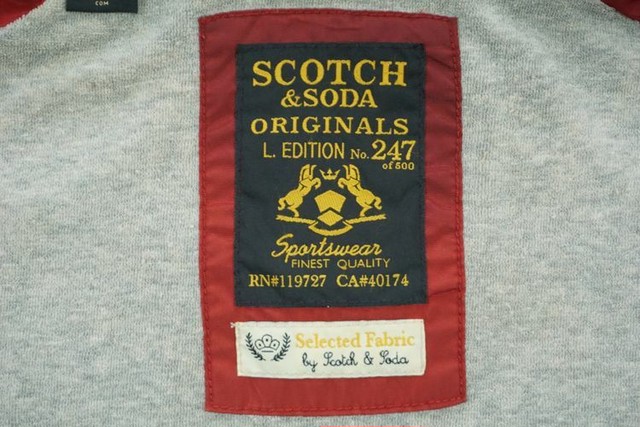 COM
SCOTCH
&SODA
ORIGINALS
L. EDITION No. 247
of 500
Sportswear
FINEST QUALITY
RN#119727 CA#40174
Selected Fabric
by Scotch & Soda